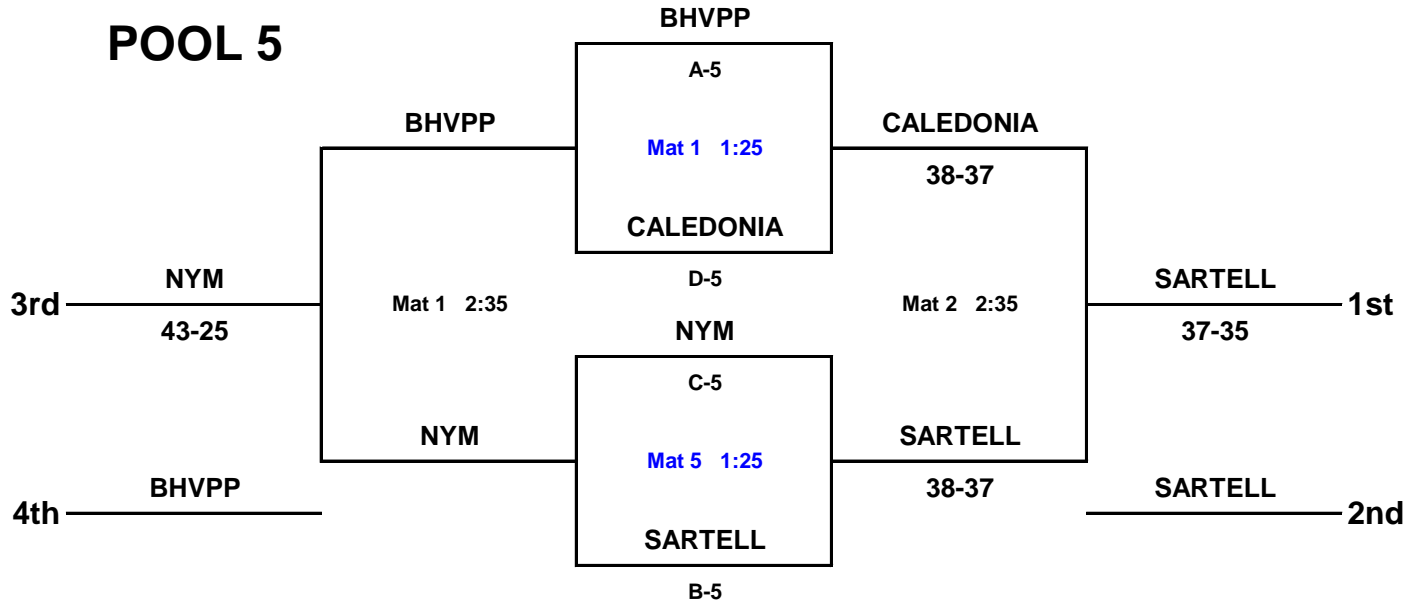 BHVPP
POOL 5
A-5
BHVPP
CALEDONIA
Mat 1 1:25
38-37
CALEDONIA
NYM
D-5
SARTELL
3rd
Mat 1 2:35
Mat 2 2:35
1st
43-25
NYM
37-35
C-5
NYM
SARTELL
Mat 5 1:25
BHVPP
38-37
SARTELL
4th
2nd
SARTELL
B-5